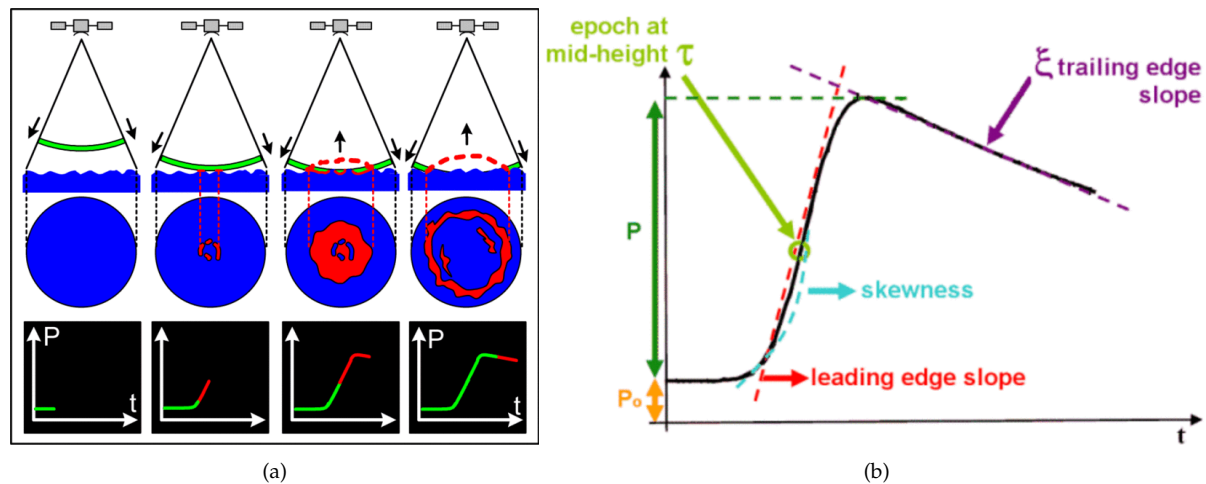 P
t
P
t
epoch at
mid-height τ
ξ trailing edge
slope
P
skewness
leading edge slope
Po
t
(a)
(b)